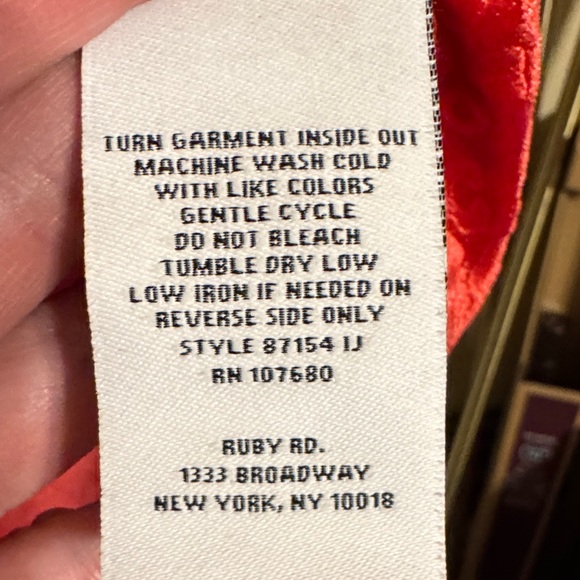 TURN GARMENT INSIDE OUT
MACHINE WASH COLD
WITH LIKE COLORS
GENTLE CYCLE
DO NOT BLEACH
TUMBLE DRY LOW
LOW IRON IF NEEDED ON
REVERSE SIDE ONLY
STYLE 87154 IJ
RN 107680
RUBY RD.
1333 BROADWAY
NEW YORK, NY 10018